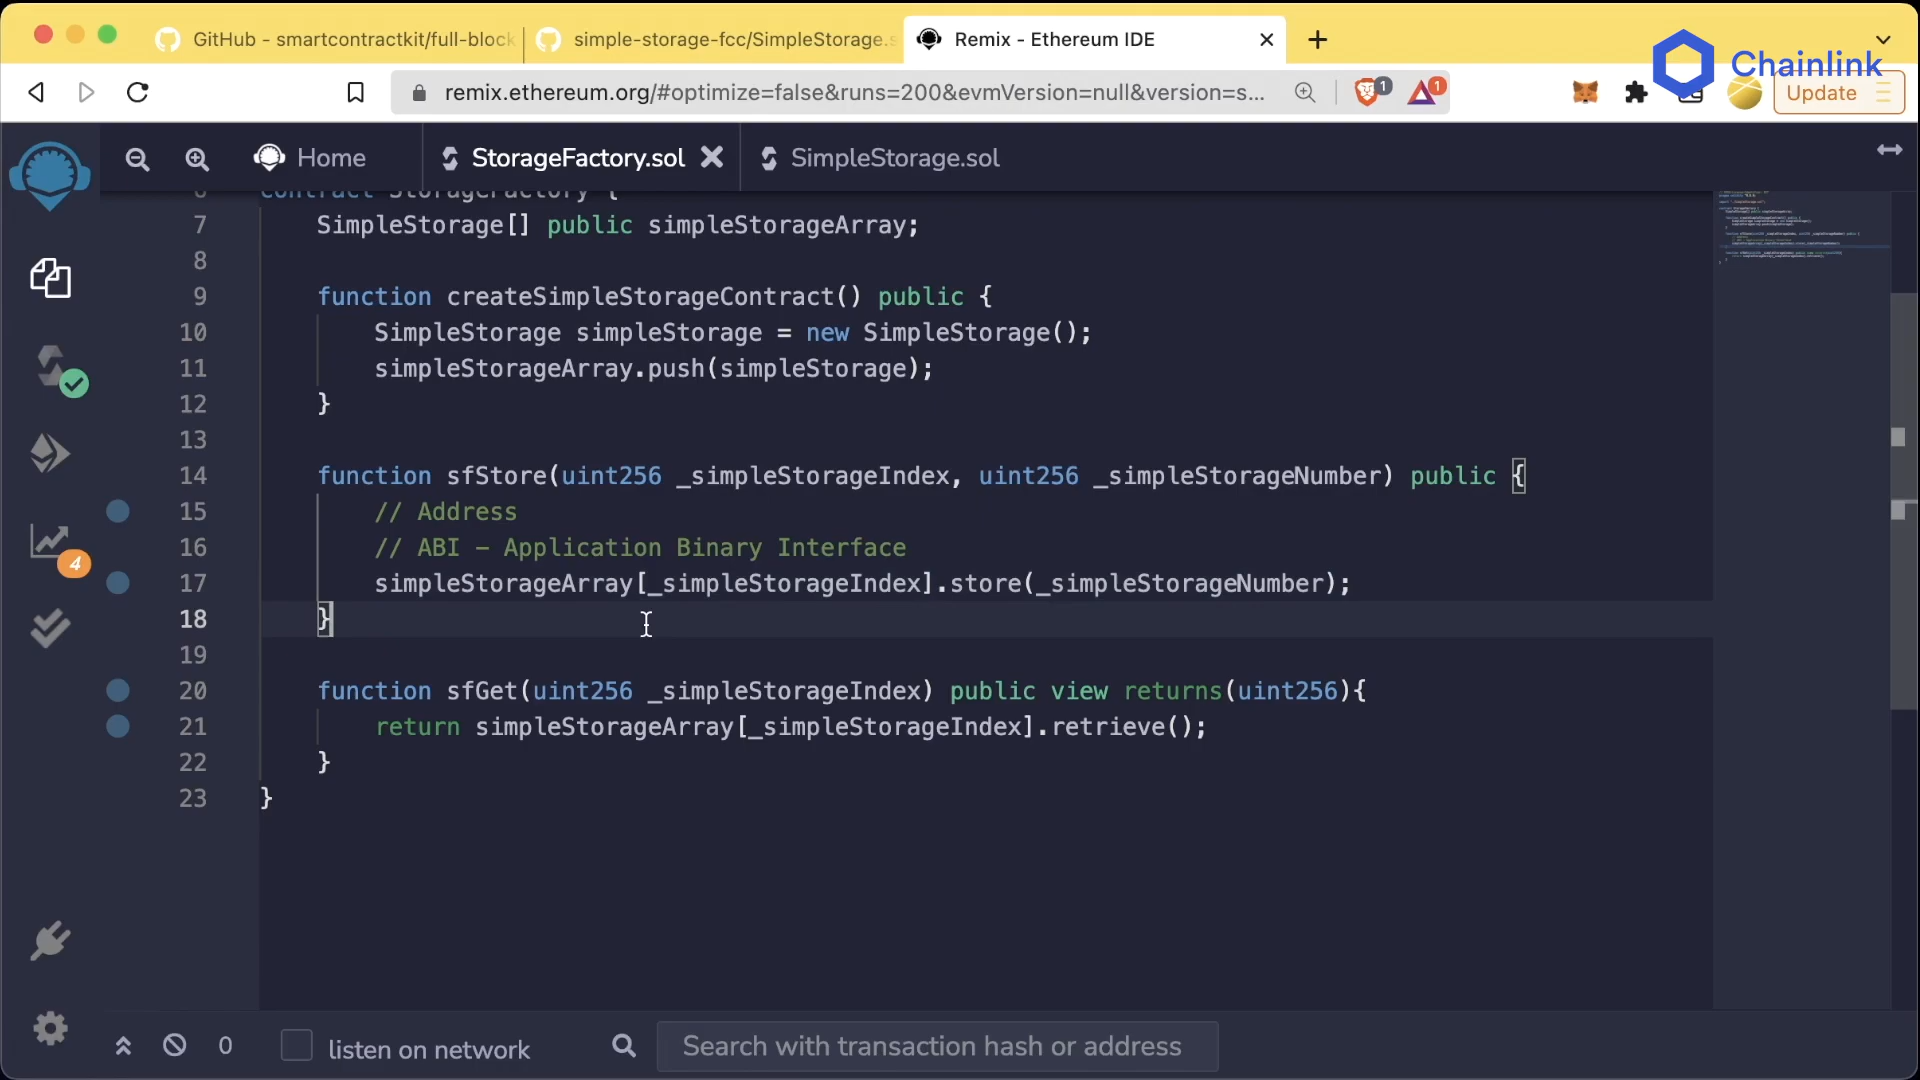 GitHub - smartcontractkit/full-block
simple-storage-fcc/SimpleStorage.s
Remix - Ethereum IDE
Chainlink
remix.ethereum.org/#optimize=false&runs=200&evmVersion=null&version=s...
1
1
Update
Home
StorageFactory.sol
SimpleStorage.sol
6 contract StorageFactory {
7 SimpleStorage[] public simpleStorageArray;
8
9 function createSimpleStorageContract() public {
10 SimpleStorage simpleStorage = new SimpleStorage();
11 simpleStorageArray.push(simpleStorage);
12 }
13
14 function sfStore(uint256 _simpleStorageIndex, uint256 _simpleStorageNumber) public {
15 // Address
16 // ABI - Application Binary Interface
17 simpleStorageArray[_simpleStorageIndex].store(_simpleStorageNumber);
18 }
19
20 function sfGet(uint256 _simpleStorageIndex) public view returns(uint256){
21 return simpleStorageArray[_simpleStorageIndex].retrieve();
22 }
23 }
4
0
listen on network
Search with transaction hash or address